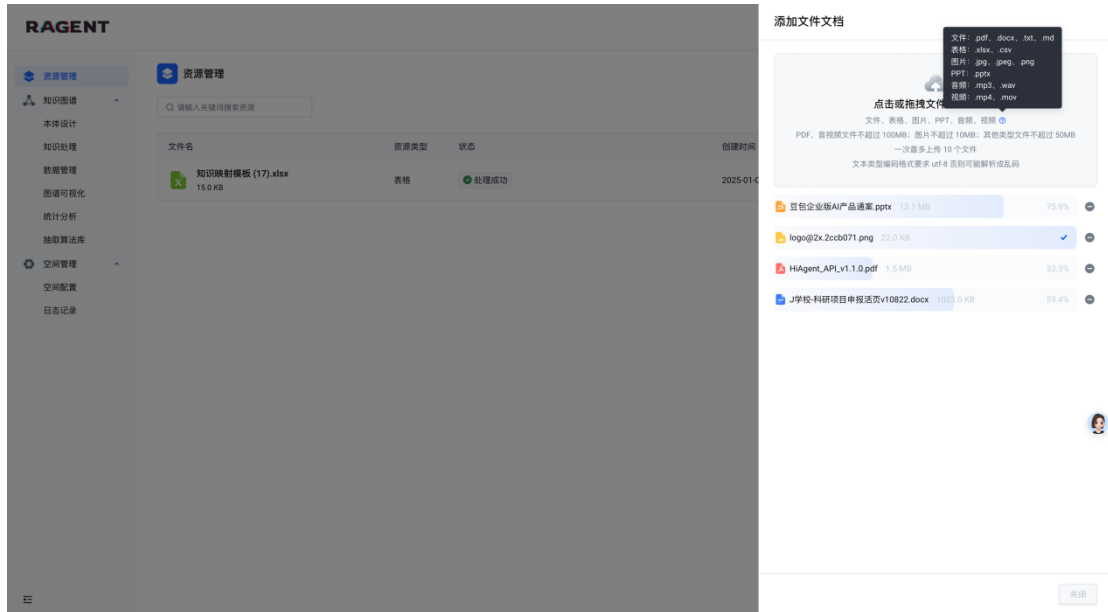 RAGENT
资源管理
知识图谱
本体设计
知识处理
数据管理
图谱可视化
统计分析
抽取算法库
空间管理
空间配置
日志记录
资源管理
请输入关键词搜索资源
文件名 资源类型 状态 创建时间
知识映射模板 (17).xlsx
15.0 KB
表格 处理成功 2025-01-0
添加文件文档
文件：.pdf、.docx、.txt、.md
表格：.xlsx、.csv
图片：.jpg、.jpeg、.png
PPT：.pptx
音频：.mp3、.wav
视频：.mp4、.mov
点击或拖拽文件
文件、表格、图片、PPT、音频、视频
PDF、音视频文件不超过 100MB；图片不超过 10MB；其他类型文件不超过 50MB
一次最多上传 10 个文件
文本类型编码格式要求 utf-8 否则可能解析成乱码
豆包企业版AI产品通案.pptx 13.1 MB 75.9%
logo@2x.2ccb071.png 22.0 KB
HiAgent_API_v1.1.0.pdf 1.5 MB 32.5%
J学校-科研项目申报活页v10822.docx 1023.0 KB 59.4%
关闭